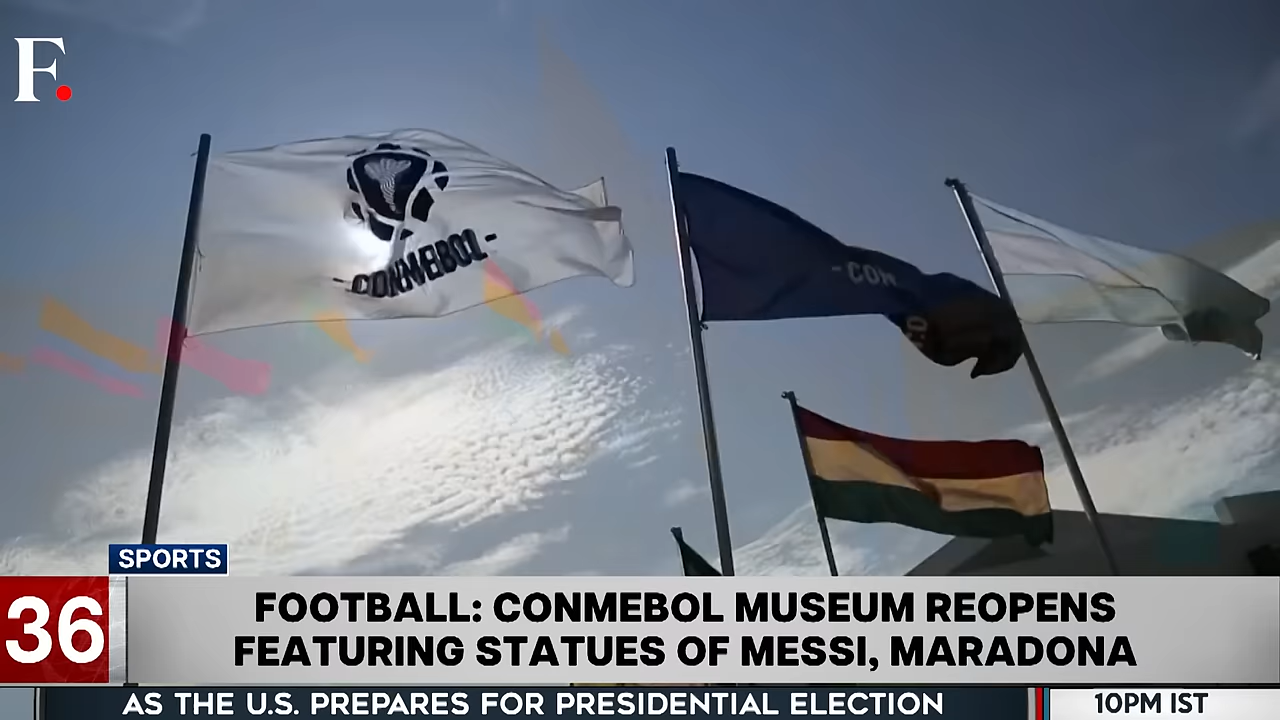 F.
-CONMEBOL-
-CON
SPORTS
36
FOOTBALL: CONMEBOL MUSEUM REOPENS
FEATURING STATUES OF MESSI, MARADONA
AS THE U.S. PREPARES FOR PRESIDENTIAL ELECTION
10PM IST